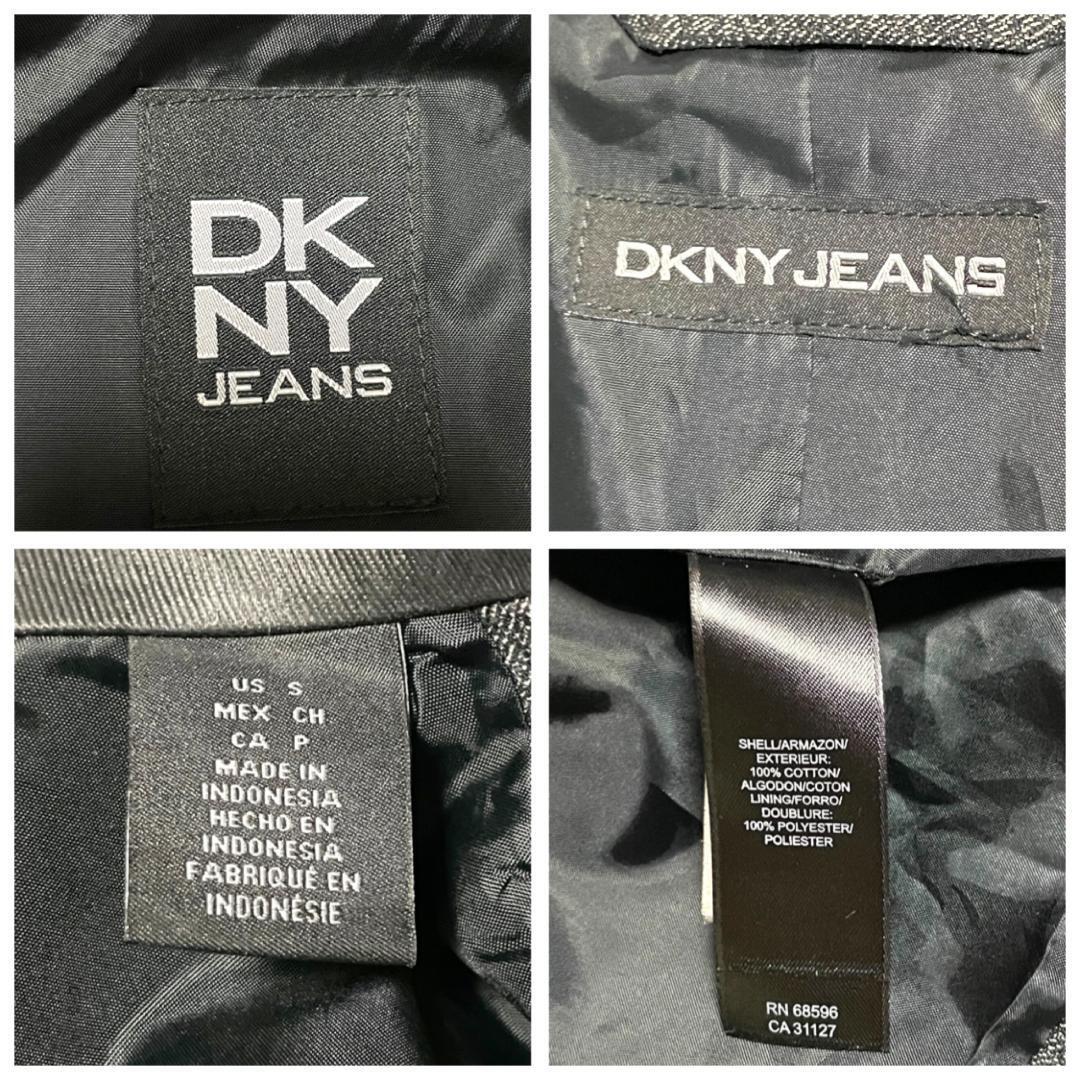 DK
NY
JEANS
DKNY JEANS
US S
MEX CH
CA P
MADE IN
INDONESIA
HECHO EN
INDONESIA
FABRIQUÉ EN
INDONÉSIE
SHELL/ARMAZON/
EXTERIEUR:
100% COTTON/
ALGODON/COTON
LINING/FORRO/
DOUBLURE:
100% POLYESTER/
POLIESTER
RN 68596
CA 31127